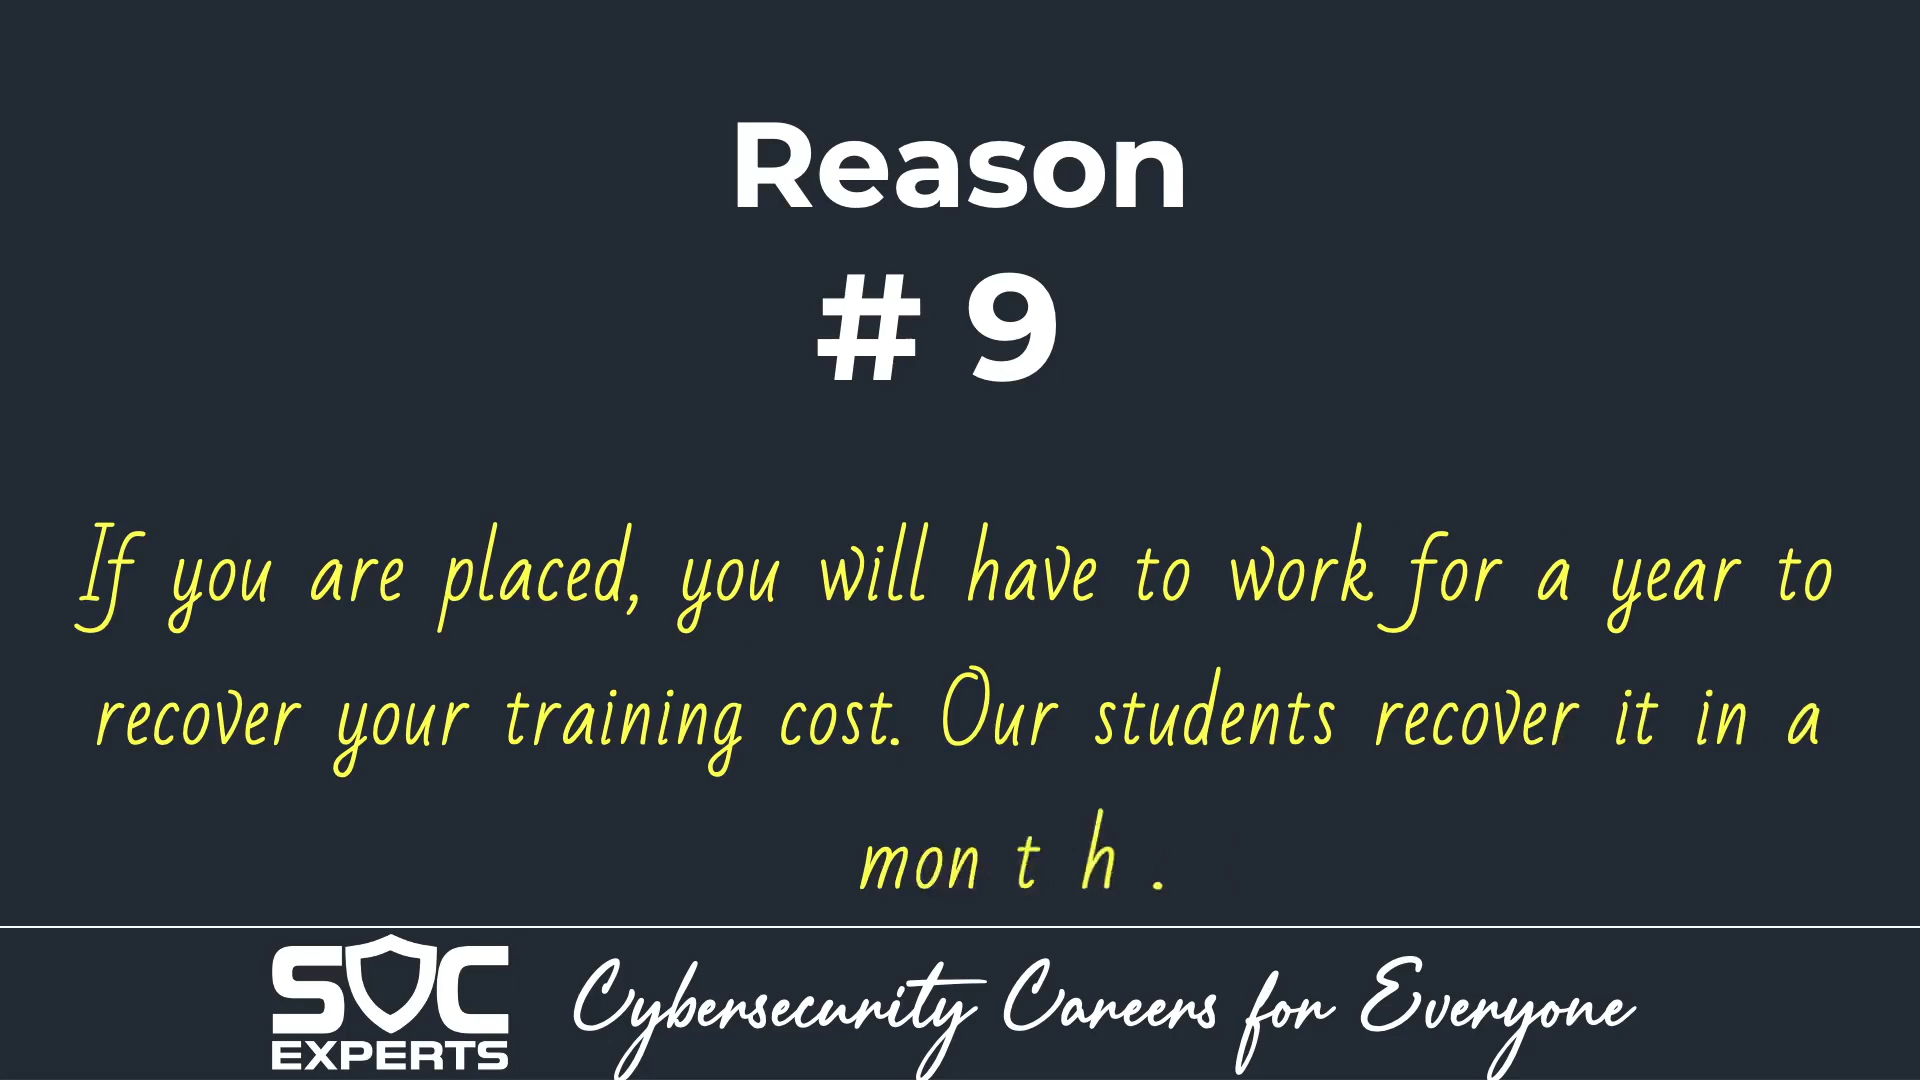 Reason
# 9
If you are placed, you will have to work for a year to
recover your training cost. Our students recover it in a
mon t h .
SOC
EXPERTS
Cybersecurity Careers for Everyone